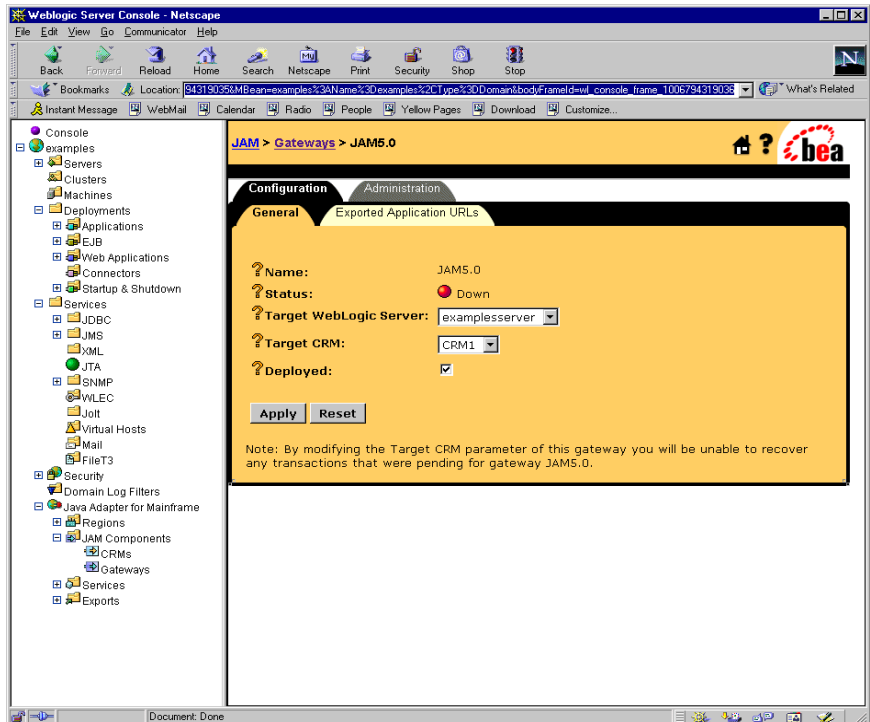 Weblogic Server Console - Netscape
File Edit View Go Communicator Help
Back Forward Reload Home Search Netscape Print Security Shop Stop
N
Bookmarks Location: 94319035&MBean=examples%3AName%3Dexamples%2CType%3DDomain&bodyFrameId=wl_console_frame_1006794319036 What's Related
Instant Message WebMail Calendar Radio People Yellow Pages Download Customize...
Console
examples
Servers
Clusters
Machines
Deployments
Applications
EJB
Web Applications
Connectors
Startup & Shutdown
Services
JDBC
JMS
XML
JTA
SNMP
WLEC
Jolt
Virtual Hosts
Mail
FileT3
Security
Domain Log Filters
Java Adapter for Mainframe
Regions
JAM Components
CRMs
Gateways
Services
Exports
JAM > Gateways > JAM5.0
? bea
Configuration Administration
General Exported Application URLs
? Name: JAM5.0
? Status: Down
? Target WebLogic Server: examplesserver
? Target CRM: CRM1
? Deployed:
Apply Reset
Note: By modifying the Target CRM parameter of this gateway you will be unable to recover
any transactions that were pending for gateway JAM5.0.
Document: Done